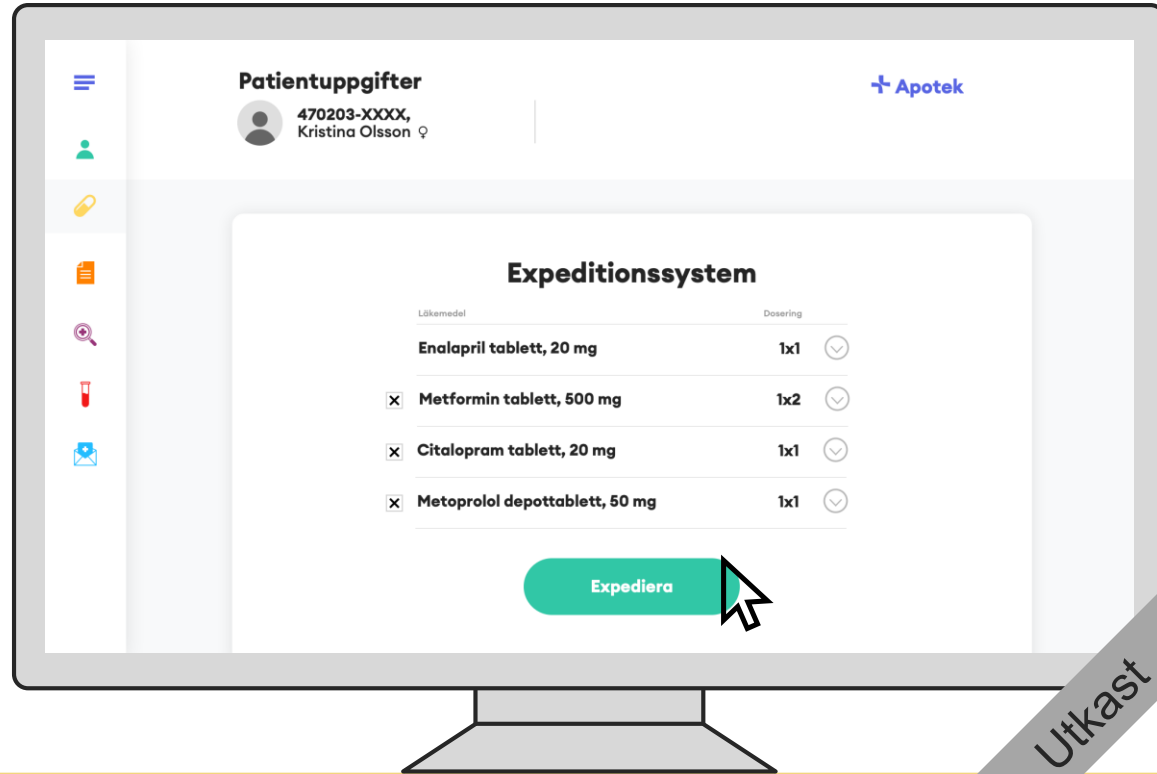 Patientuppgifter
Apotek
470203-XXXX,
Kristina Olsson ♀
Expeditionssystem
Läkemedel Dosering
Enalapril tablett, 20 mg 1x1
Metformin tablett, 500 mg 1x2
Citalopram tablett, 20 mg 1x1
Metoprolol depottablett, 50 mg 1x1
Expediera
Utkast